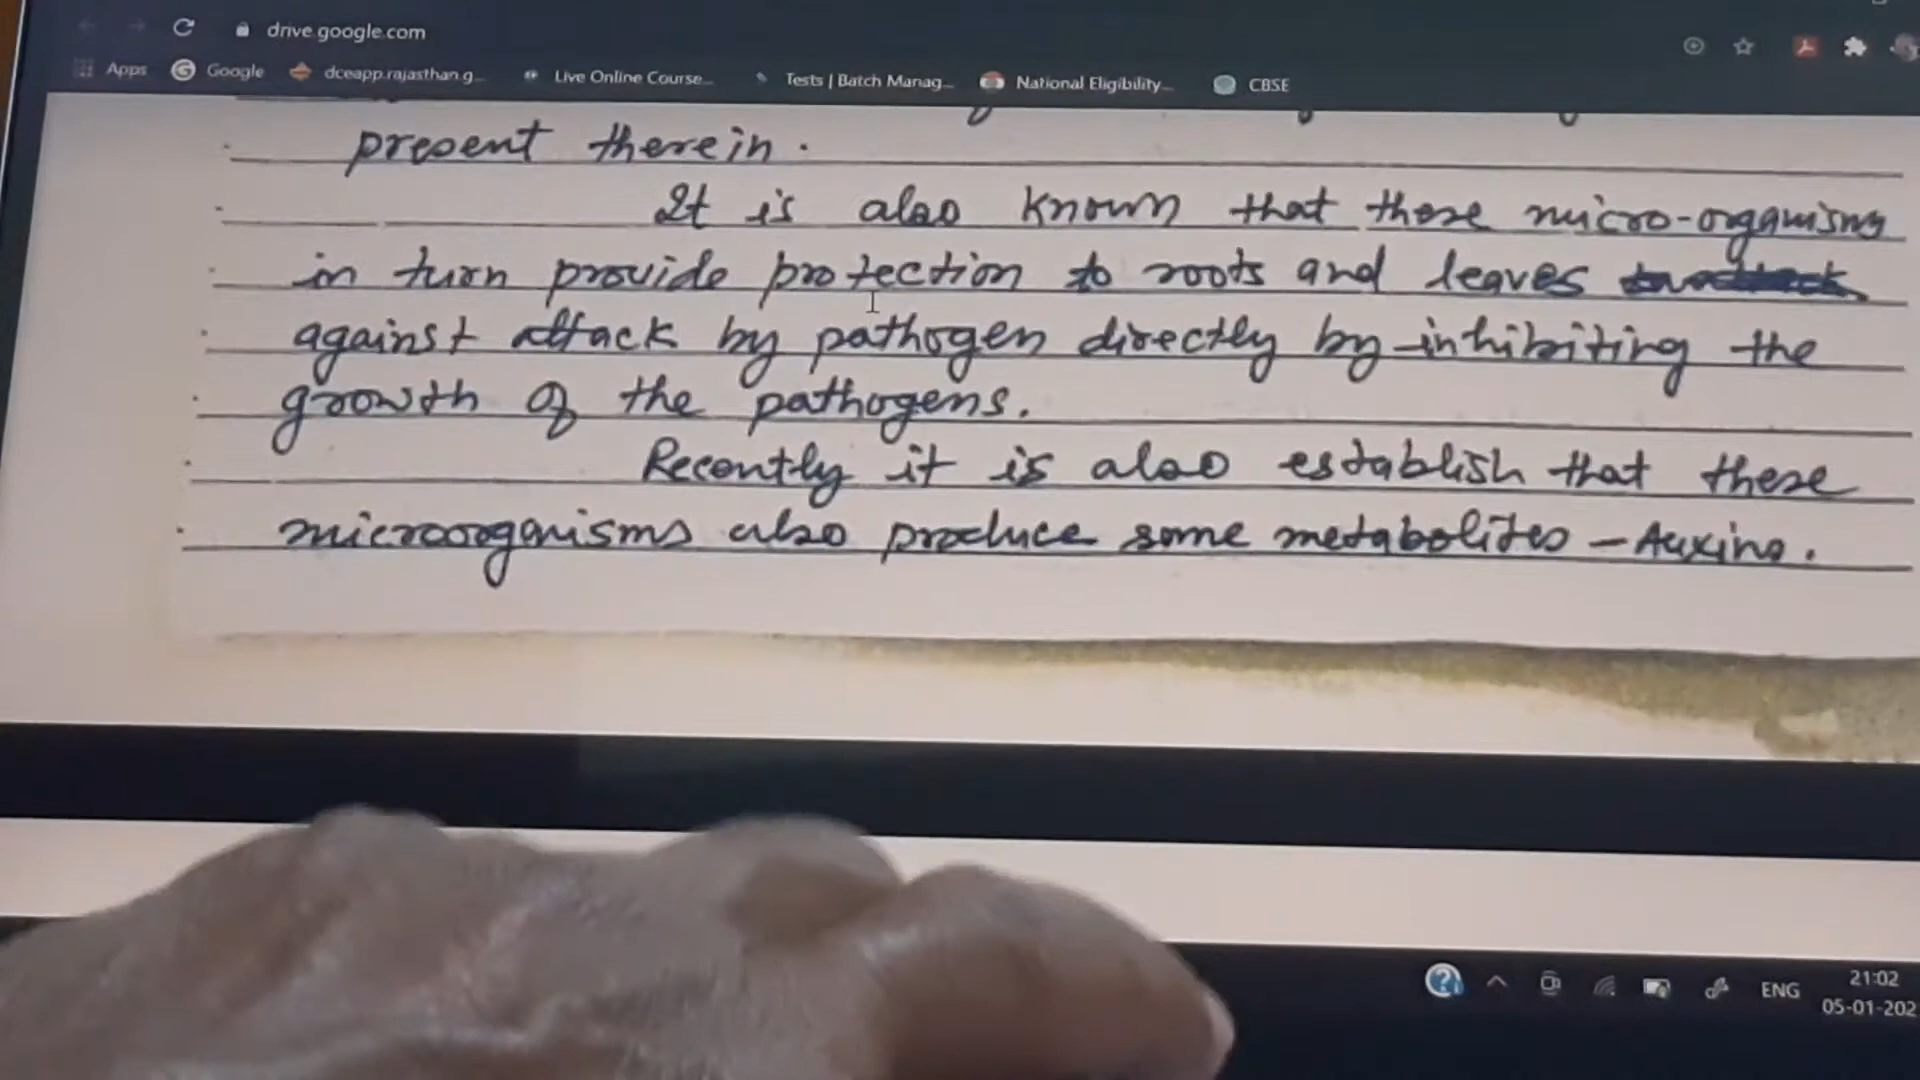 drive.google.com
Apps Google dceapp.rajasthan.g... Live Online Course... Tests | Batch Manag... National Eligibility... CBSE
present therein.
It is also known that these micro-organisms
in turn provide protection to roots and leaves
against attack by pathogen directly by inhibiting the
growth of the pathogens.
Recently it is also establish that these
microorganisms also produce some metabolites - Auxins.
ENG 21:02
05-01-202